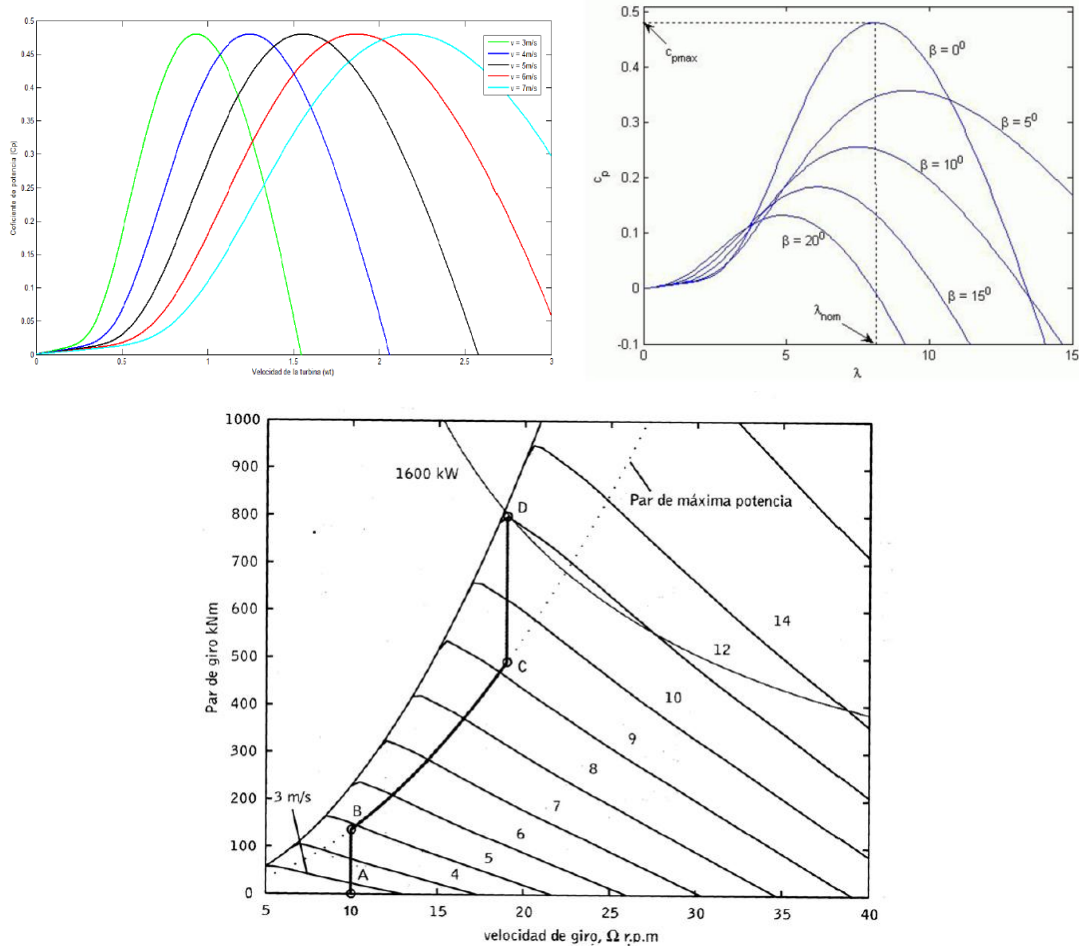 0.5
0.45
0.4
0.35
0.3
0.25
0.2
0.15
0.1
0.05
0
Coficiente de potencia (Cp)
v = 3m/s
v = 4m/s
v = 5m/s
v = 6m/s
v = 7m/s
0 0.5 1 1.5 2 2.5 3
Velocidad de la turbina (wt)
0.5
0.4
0.3
0.2
0.1
0
-0.1
c_p
c_pmax
β = 0⁰
β = 5⁰
β = 10⁰
β = 20⁰
β = 15⁰
λ_nom
0 5 10 15
λ
1000
900
800
700
600
500
400
300
200
100
0
Par de giro kNm
1600 kW
D
Par de máxima potencia
14
12
C
10
9
8
3 m/s
7
B
6
5
A
4
5 10 15 20 25 30 35 40
velocidad de giro, Ω r.p.m